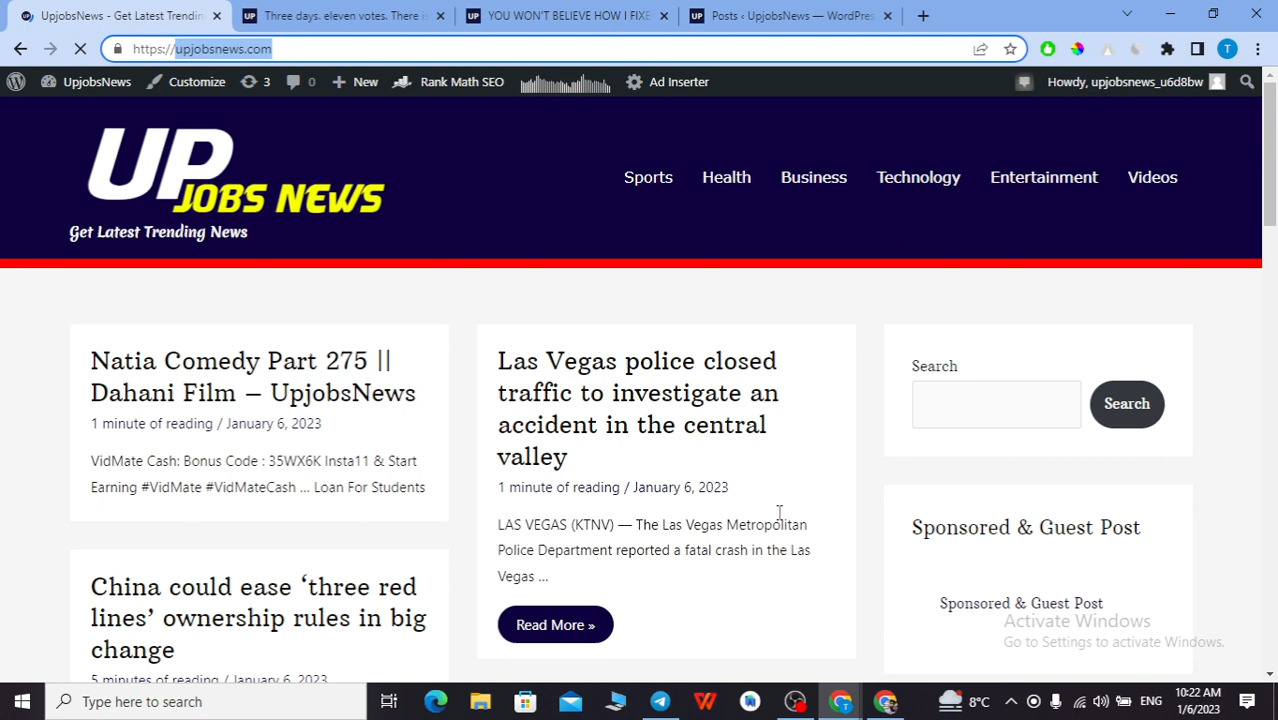 UpjobsNews - Get Latest Trending
Three days. eleven votes. There is
YOU WON'T BELIEVE HOW I FIXE
Posts ‹ UpjobsNews — WordPres
https://upjobsnews.com
T
UpjobsNews
Customize
3
0
New
Rank Math SEO
Ad Inserter
Howdy, upjobsnews_u6d8bw
UP
JOBS NEWS
Get Latest Trending News
Sports
Health
Business
Technology
Entertainment
Videos
Natia Comedy Part 275 ||
Dahani Film – UpjobsNews
1 minute of reading / January 6, 2023
VidMate Cash: Bonus Code : 35WX6K Insta11 & Start
Earning #VidMate #VidMateCash ... Loan For Students
China could ease ‘three red
lines’ ownership rules in big
change
5 minutes of reading / January 6, 2023
Las Vegas police closed
traffic to investigate an
accident in the central
valley
1 minute of reading / January 6, 2023
LAS VEGAS (KTNV) — The Las Vegas Metropolitan
Police Department reported a fatal crash in the Las
Vegas ...
Read More »
Search
Search
Sponsored & Guest Post
Sponsored & Guest Post
Activate Windows
Go to Settings to activate Windows.
Type here to search
8°C
ENG
10:22 AM
1/6/2023